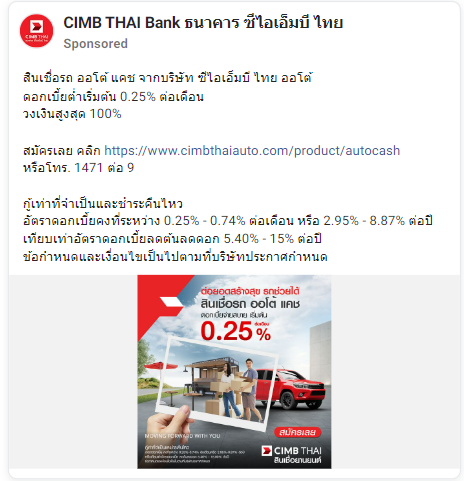 CIMB THAI Bank ธนาคาร ซีไอเอ็มบี ไทย
Sponsored
สินเชื่อรถ ออโต้ แคช จากบริษัท ซีไอเอ็มบี ไทย ออโต้
ดอกเบี้ยต่ำเริ่มต้น 0.25% ต่อเดือน
วงเงินสูงสุด 100%
สมัครเลย คลิก https://www.cimbthaiauto.com/product/autocash
หรือโทร. 1471 ต่อ 9
กู้เท่าที่จำเป็นและชำระคืนไหว
อัตราดอกเบี้ยคงที่ระหว่าง 0.25% - 0.74% ต่อเดือน หรือ 2.95% - 8.87% ต่อปี
เทียบเท่าอัตราดอกเบี้ยลดต้นลดดอก 5.40% - 15% ต่อปี
ข้อกำหนดและเงื่อนไขเป็นไปตามที่บริษัทประกาศกำหนด
ต่อยอดสร้างสุข รถช่วยได้
สินเชื่อรถ ออโต้ แคช
ดอกเบี้ยจ่ายสบาย เริ่มต้น
0.25% ต่อเดือน
MOVING FORWARD WITH YOU
สมัครเลย
CIMB THAI
สินเชื่อยานยนต์